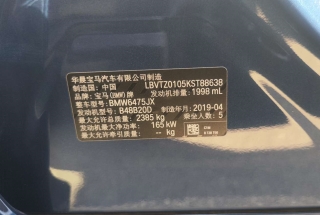 华晨宝马汽车有限公司制造
制造国：中国 LBVTZ0105KST88638
品牌：宝马(BMW)牌 发动机排量：1998 mL
整车型号：BMW6475JX
发动机型号：B48B20D 制造年月：2019-04
最大允许总质量：2385 kg 乘坐人数：5
发动机最大净功率：165 kW
最大允许牵引质量：-- kg